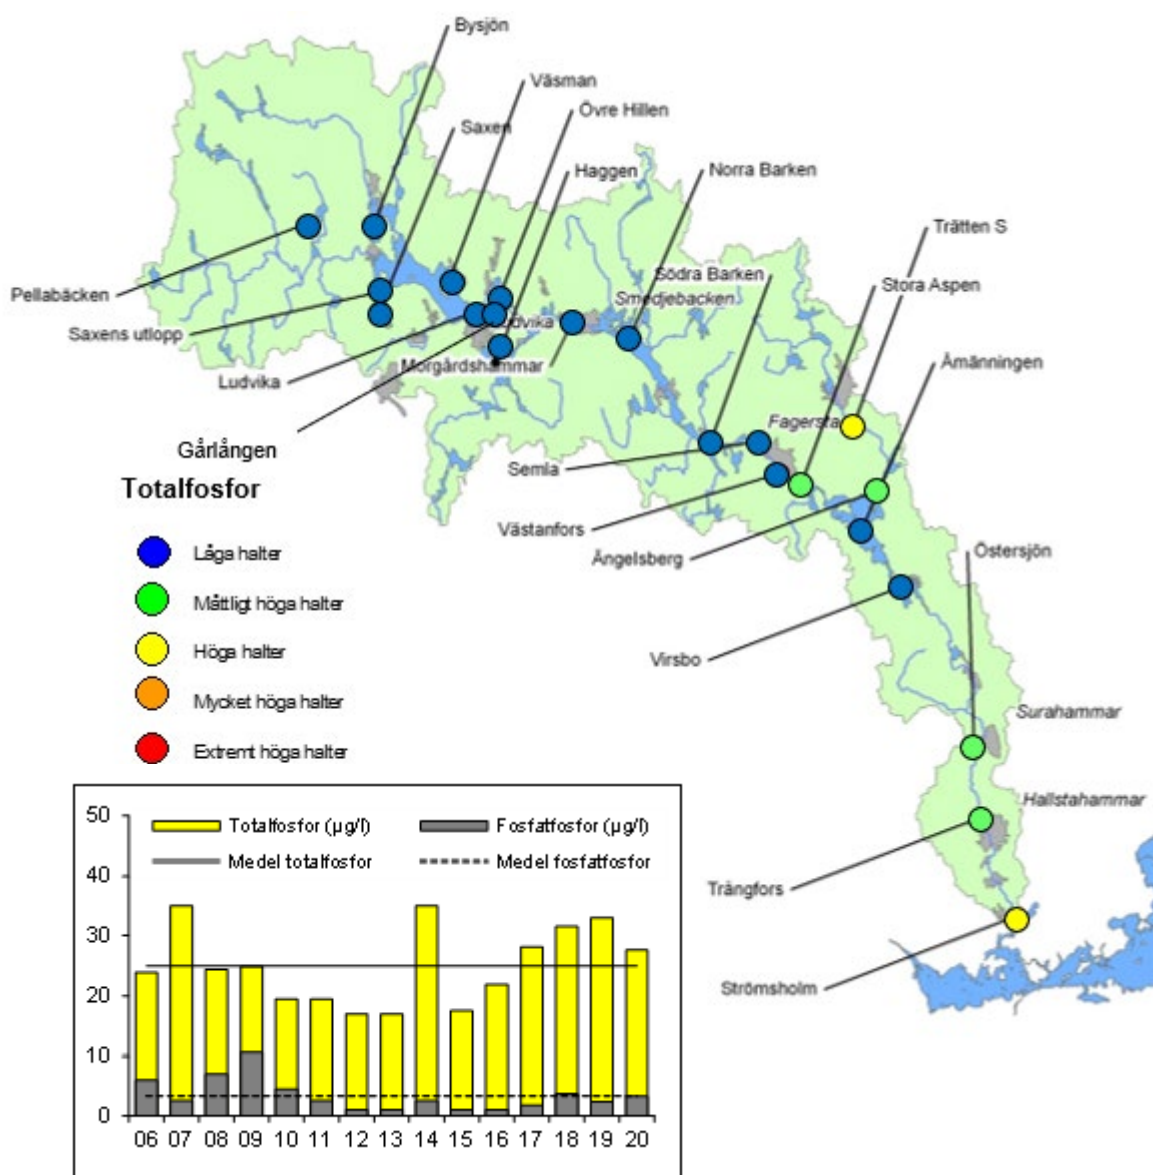 Bysjön
Väsman
Övre Hillen
Saxen
Haggen
Norra Barken
Trätten S
Södra Barken
Stora Aspen
Pellabäcken
Smedjebacken
Saxens utlopp
Ludvika
Åmänningen
Morgårdshammar
Ludvika
Fagersta
Gårlången
Semla
Totalfosfor
Västanfors
Låga halter
Ängelsberg
Östersjön
Måttligt höga halter
Höga halter
Virsbo
Mycket höga halter
Surahammar
Extremt höga halter
Hallstahammar
50
Totalfosfor (µg/l)
Fosfatfosfor (µg/l)
Medel totalfosfor
Medel fosfatfosfor
40
Trångfors
30
Strömsholm
20
10
0
06 07 08 09 10 11 12 13 14 15 16 17 18 19 20